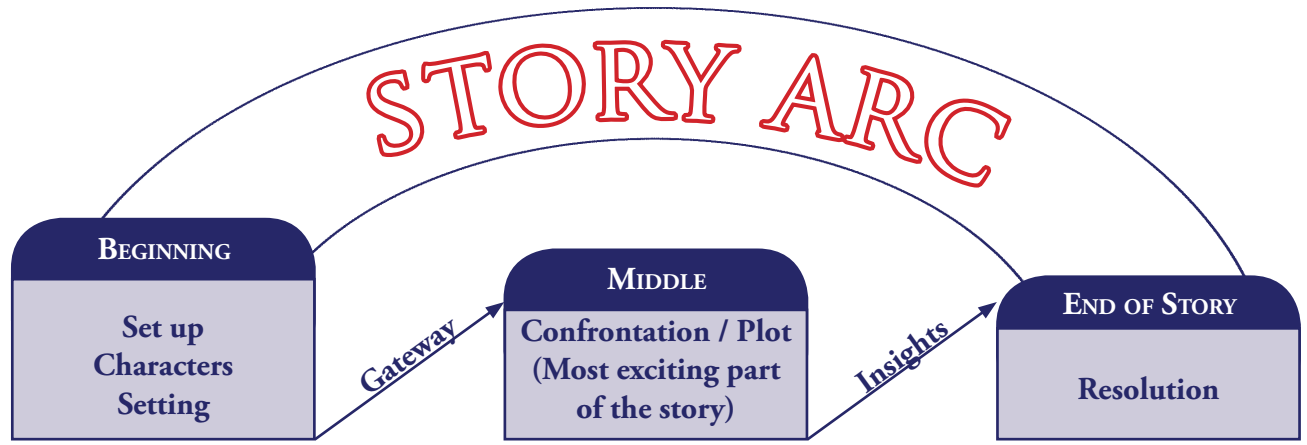 STORY ARC
BEGINNING
Set up
Characters
Setting
Gateway
MIDDLE
Confrontation / Plot
(Most exciting part
of the story)
Insights
END OF STORY
Resolution